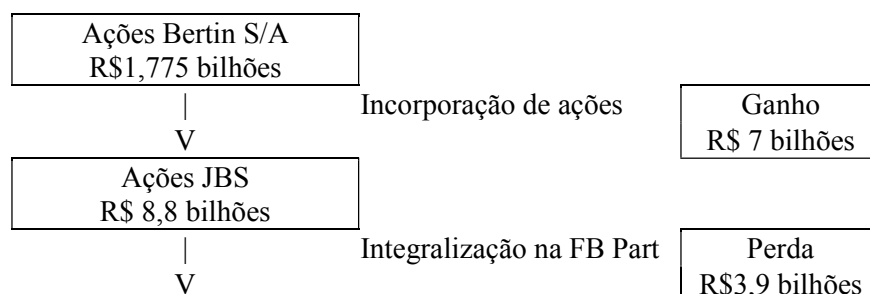 Ações Bertin S/A
R$1,775 bilhões
| Incorporação de ações Ganho
V R$ 7 bilhões
Ações JBS
R$ 8,8 bilhões
| Integralização na FB Part Perda
V R$3,9 bilhões